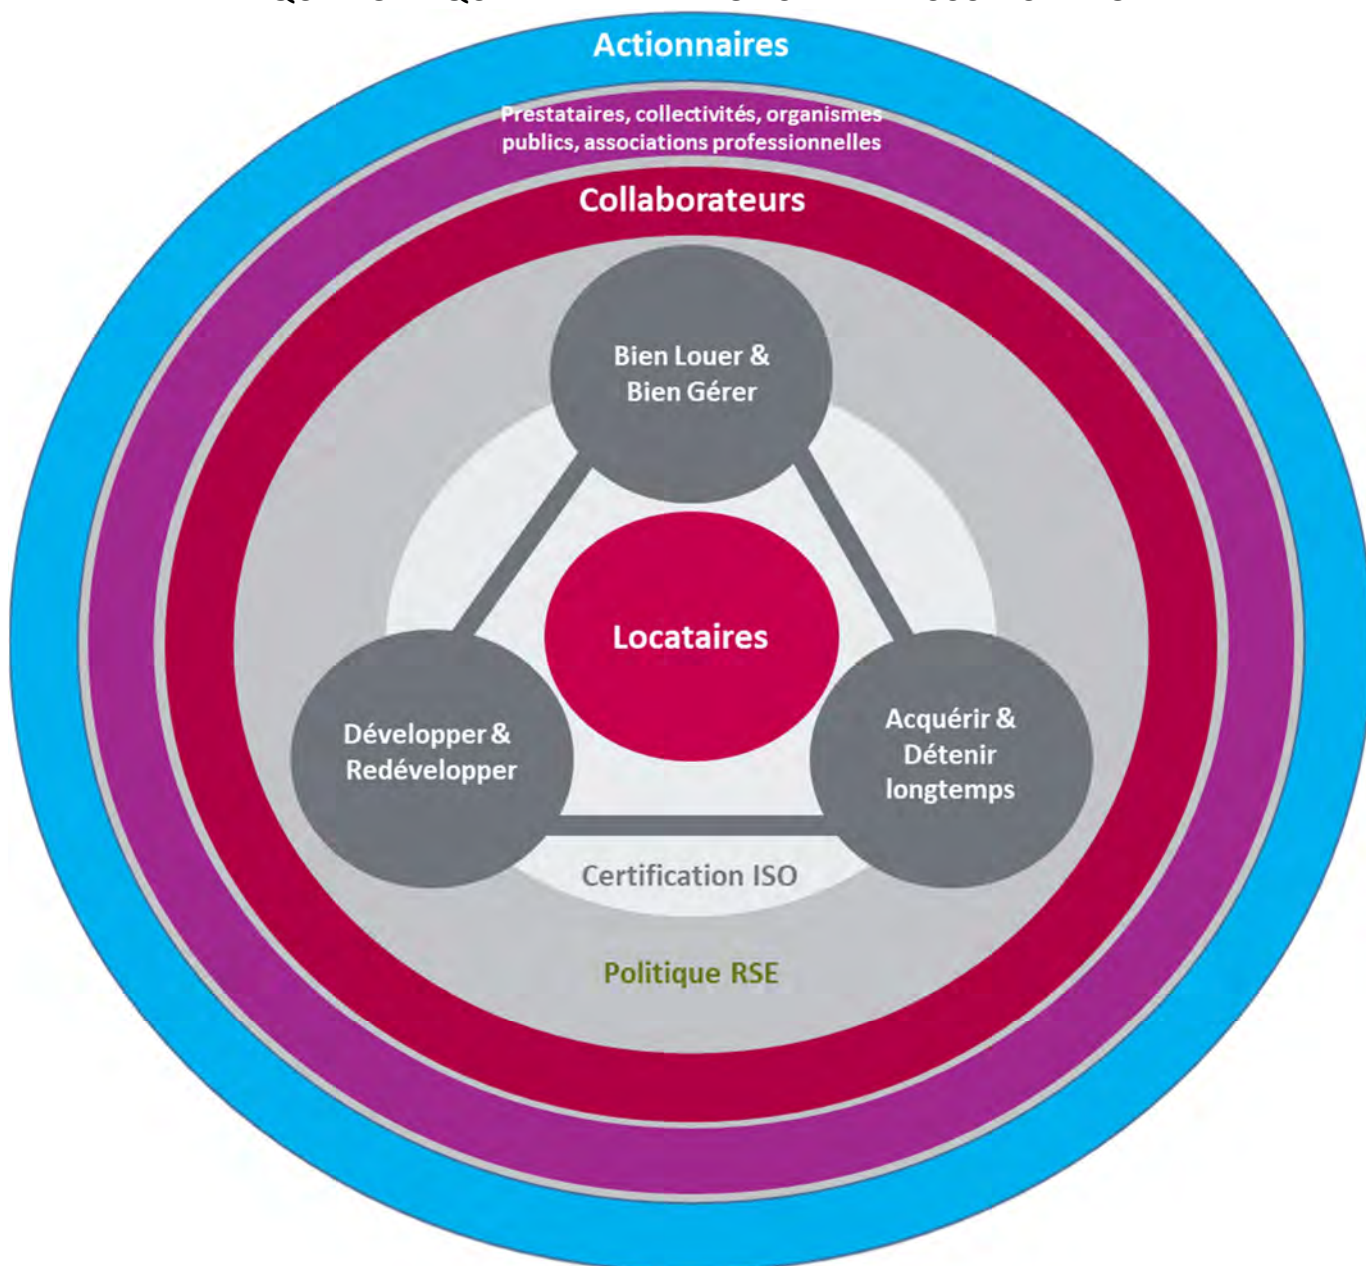 Actionnaires
Prestataires, collectivités, organismes
publics, associations professionnelles
Collaborateurs
Bien Louer &
Bien Gérer
Locataires
Développer &
Redévelopper
Acquérir &
Détenir
longtemps
Certification ISO
Politique RSE